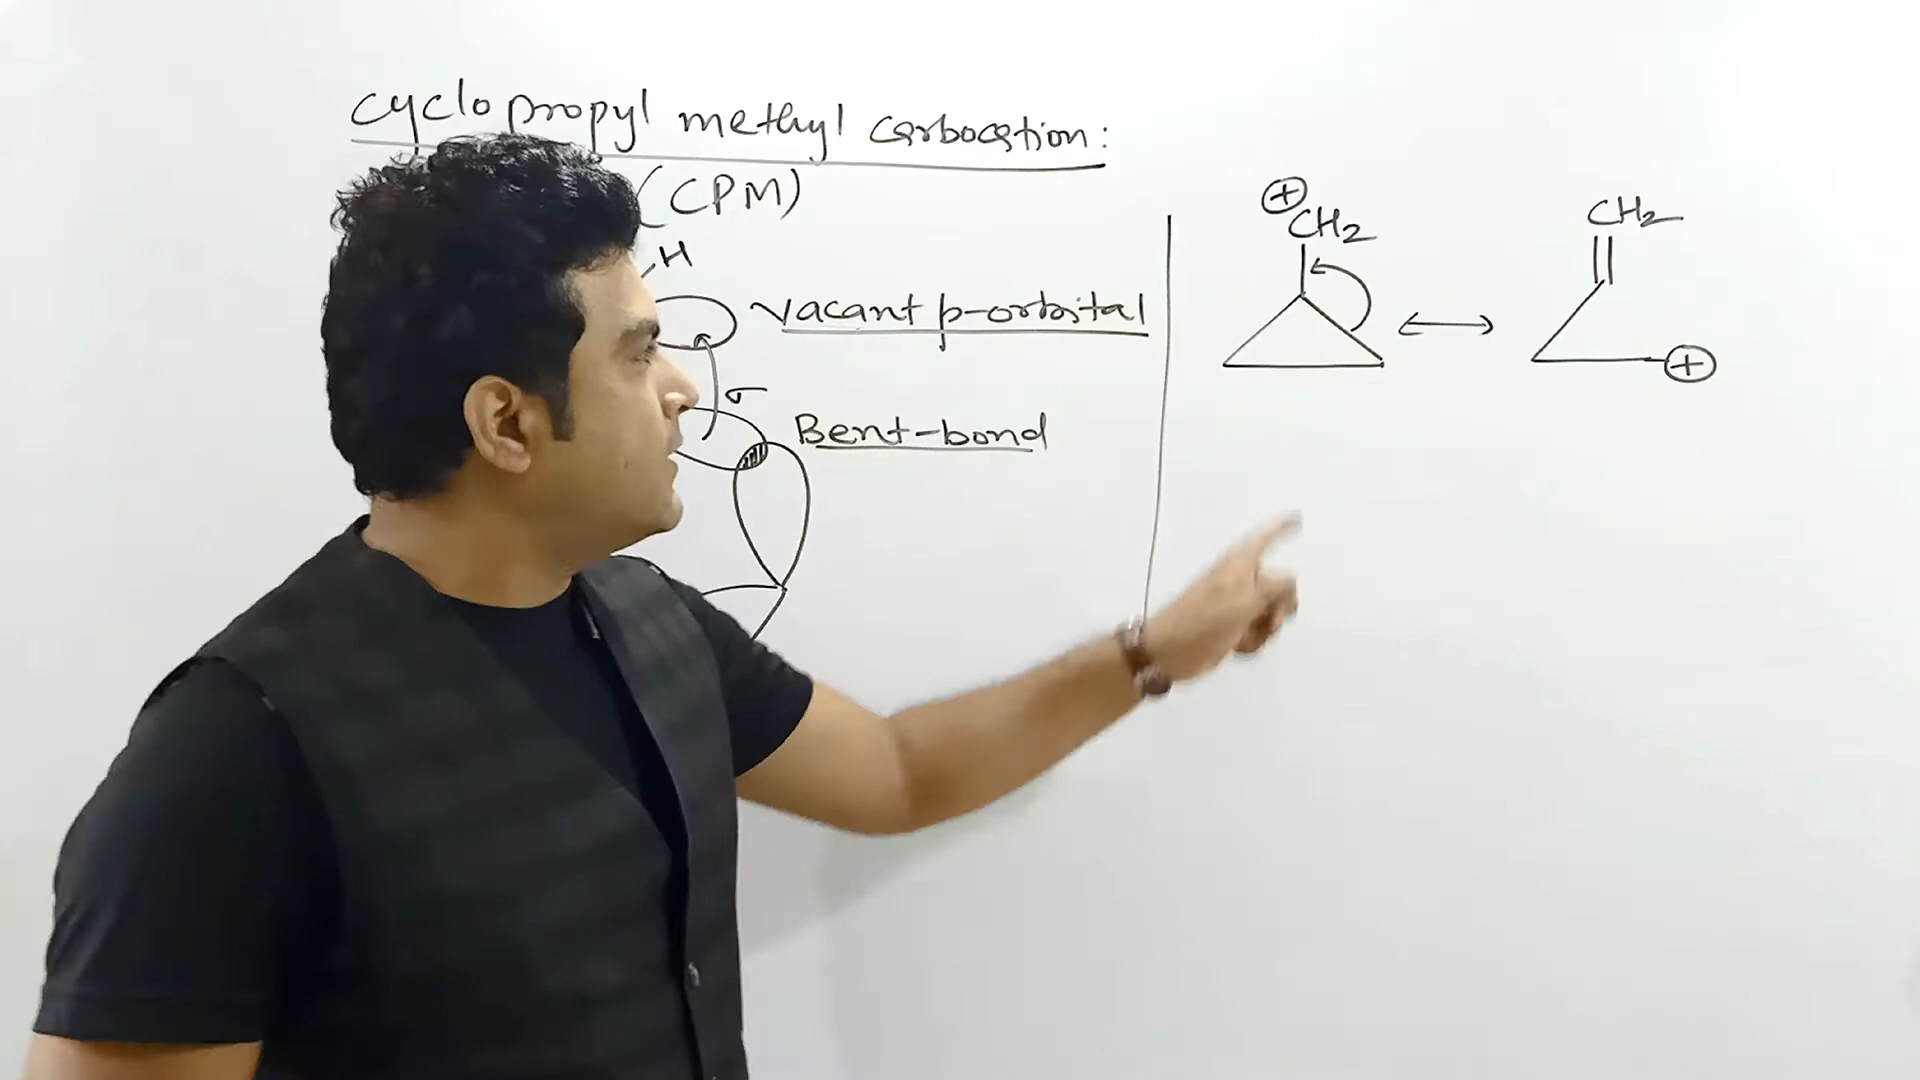 cyclopropyl methyl carbocation:
(CPM)
H
vacant p-orbital
σ
Bent-bond
⊕
CH2
CH2
⊕